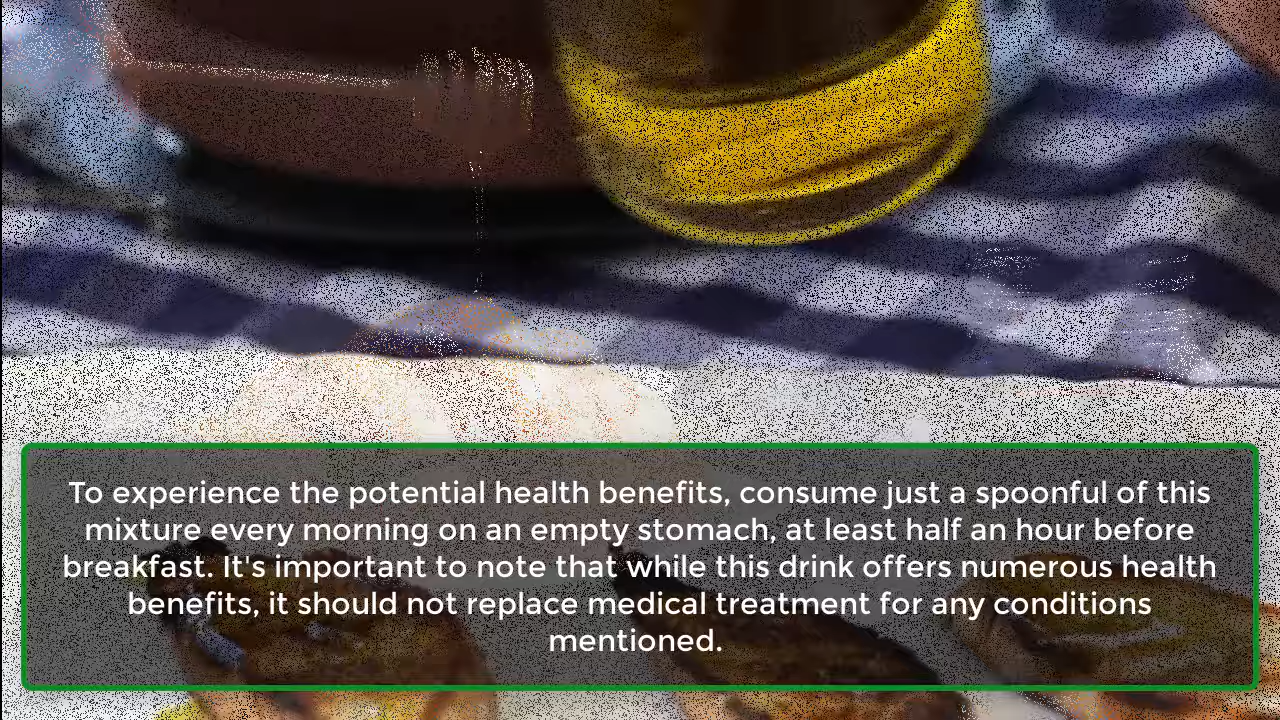 To experience the potential health benefits, consume just a spoonful of this
mixture every morning on an empty stomach, at least half an hour before
breakfast. It's important to note that while this drink offers numerous health
benefits, it should not replace medical treatment for any conditions
mentioned.